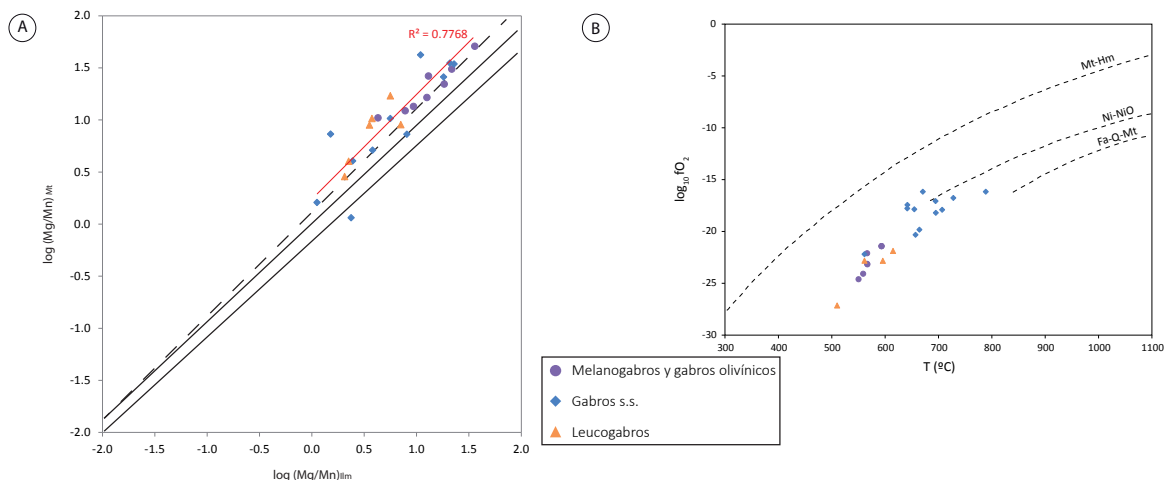 A
2.0
1.5
1.0
0.5
0.0
-0.5
-1.0
-1.5
-2.0
log (Mg/Mn) Mt
R² = 0.7768
-2.0 -1.5 -1.0 -0.5 0.0 0.5 1.0 1.5 2.0
log (Mg/Mn)Ilm
B
0
-5
-10
-15
-20
-25
-30
log₁₀ fO₂
Mt-Hm
Ni-NiO
Fa-Q-Mt
300 400 500 600 700 800 900 1000 1100
T (ºC)
Melanogabros y gabros olivínicos
Gabros s.s.
Leucogabros